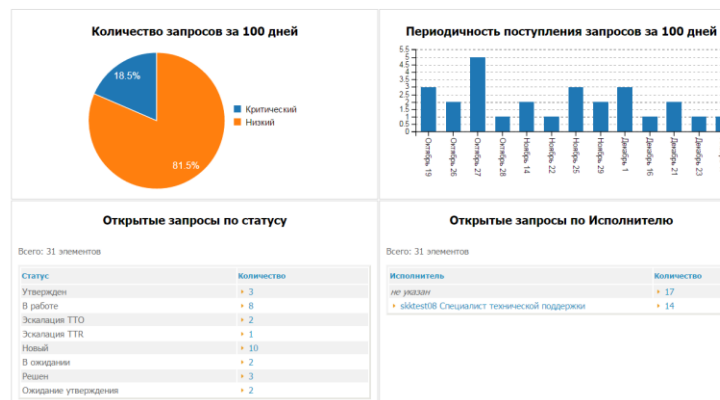 Количество запросов за 100 дней
18.5%
81.5%
Критический
Низкий
Периодичность поступления запросов за 100 дней
5.5
5
4.5
4
3.5
3
2.5
2
1.5
1
0.5
0
Октябрь 19
Октябрь 26
Октябрь 27
Октябрь 28
Ноябрь 14
Ноябрь 22
Ноябрь 25
Ноябрь 29
Декабрь 1
Декабрь 16
Декабрь 21
Декабрь 23
Открытые запросы по статусу
Всего: 31 элементов
Статус Количество
Утвержден 3
В работе 8
Эскалация TTO 2
Эскалация TTR 1
Новый 10
В ожидании 2
Решен 3
Ожидание утверждения 2
Открытые запросы по Исполнителю
Всего: 31 элементов
Исполнитель Количество
не указан 17
skktest08 Специалист технической поддержки 14